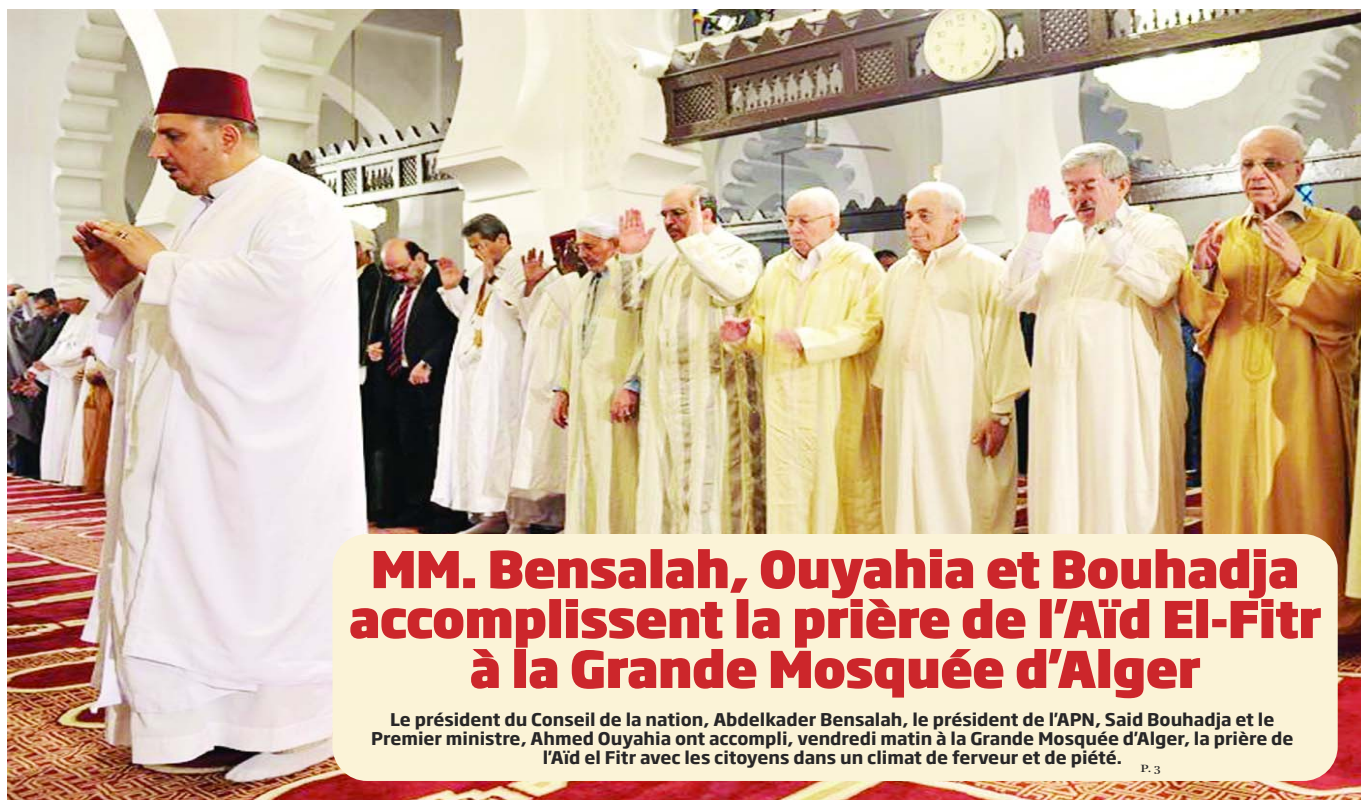 MM. Bensalah, Ouyahia et Bouhadja
accomplissent la prière de l'Aïd El-Fitr
à la Grande Mosquée d'Alger
Le président du Conseil de la nation, Abdelkader Bensalah, le président de l'APN, Said Bouhadja et le
Premier ministre, Ahmed Ouyahia ont accompli, vendredi matin à la Grande Mosquée d'Alger, la prière de
l'Aïd el Fitr avec les citoyens dans un climat de ferveur et de piété.
P. 3